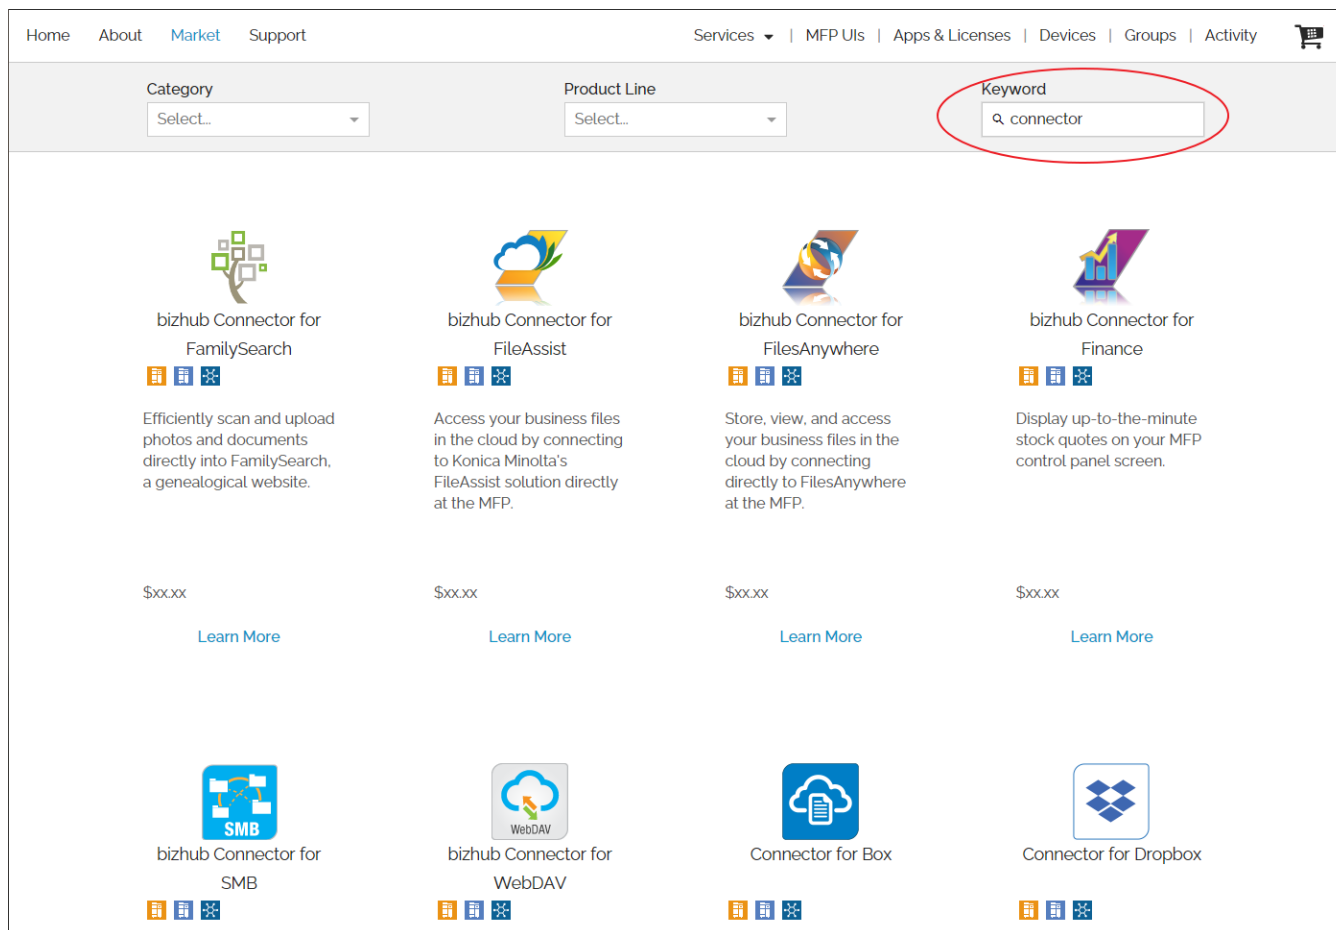 Home About Market Support Services | MFP UIs | Apps & Licenses | Devices | Groups | Activity
Category Product Line Keyword
Select... Select... connector
bizhub Connector for
FamilySearch
Efficiently scan and upload
photos and documents
directly into FamilySearch,
a genealogical website.
$xx.xx
Learn More
bizhub Connector for
FileAssist
Access your business files
in the cloud by connecting
to Konica Minolta's
FileAssist solution directly
at the MFP.
$xx.xx
Learn More
bizhub Connector for
FilesAnywhere
Store, view, and access
your business files in the
cloud by connecting
directly to FilesAnywhere
at the MFP.
$xx.xx
Learn More
bizhub Connector for
Finance
Display up-to-the-minute
stock quotes on your MFP
control panel screen.
$xx.xx
Learn More
SMB
bizhub Connector for
SMB
WebDAV
bizhub Connector for
WebDAV
Connector for Box
Connector for Dropbox